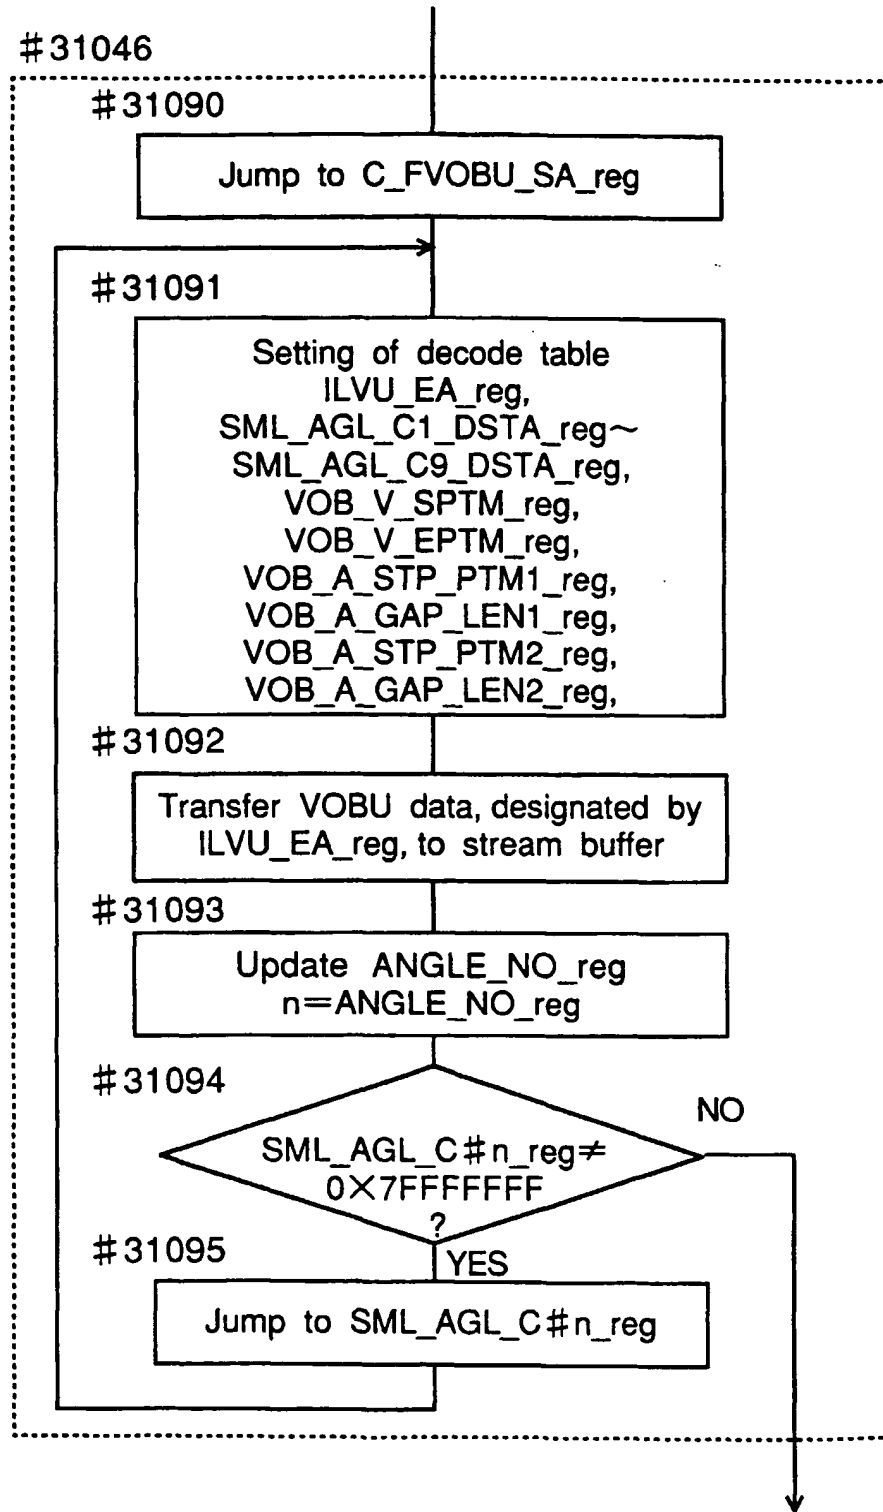 #31046
#31090
Jump to C_FVOBU_SA_reg
#31091
Setting of decode table
ILVU_EA_reg,
SML_AGL_C1_DSTA_reg~
SML_AGL_C9_DSTA_reg,
VOB_V_SPTM_reg,
VOB_V_EPTM_reg,
VOB_A_STP_PTM1_reg,
VOB_A_GAP_LEN1_reg,
VOB_A_STP_PTM2_reg,
VOB_A_GAP_LEN2_reg,
#31092
Transfer VOBU data, designated by
ILVU_EA_reg, to stream buffer
#31093
Update ANGLE_NO_reg
n=ANGLE_NO_reg
#31094
NO
SML_AGL_C#n_reg≠
0X7FFFFFFF
?
#31095
YES
Jump to SML_AGL_C#n_reg